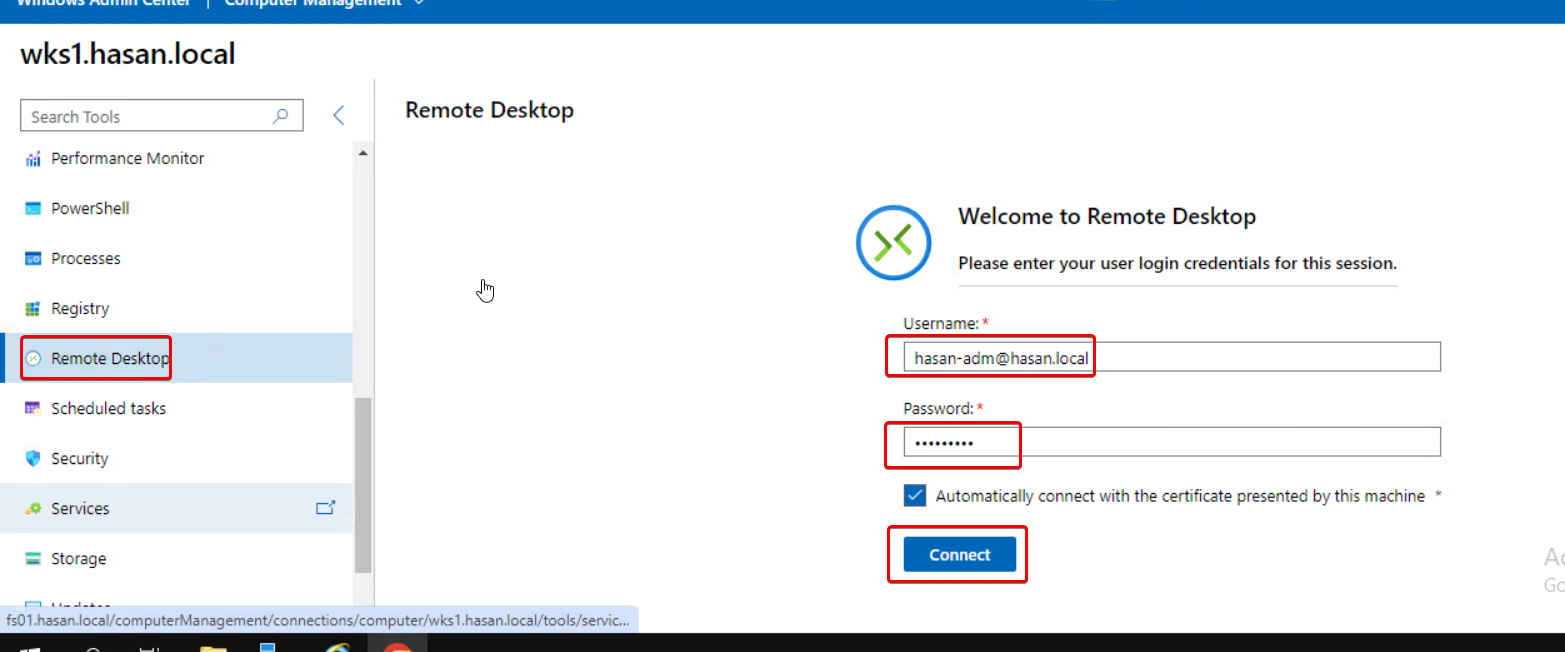 Windows Admin Center | Computer Management
wks1.hasan.local
Search Tools
Performance Monitor
PowerShell
Processes
Registry
Remote Desktop
Scheduled tasks
Security
Services
Storage
Updates
fs01.hasan.local/computerManagement/connections/computer/wks1.hasan.local/tools/servic...
Remote Desktop
Welcome to Remote Desktop
Please enter your user login credentials for this session.
Username: *
hasan-adm@hasan.local
Password: *
•••••••••
Automatically connect with the certificate presented by this machine *
Connect